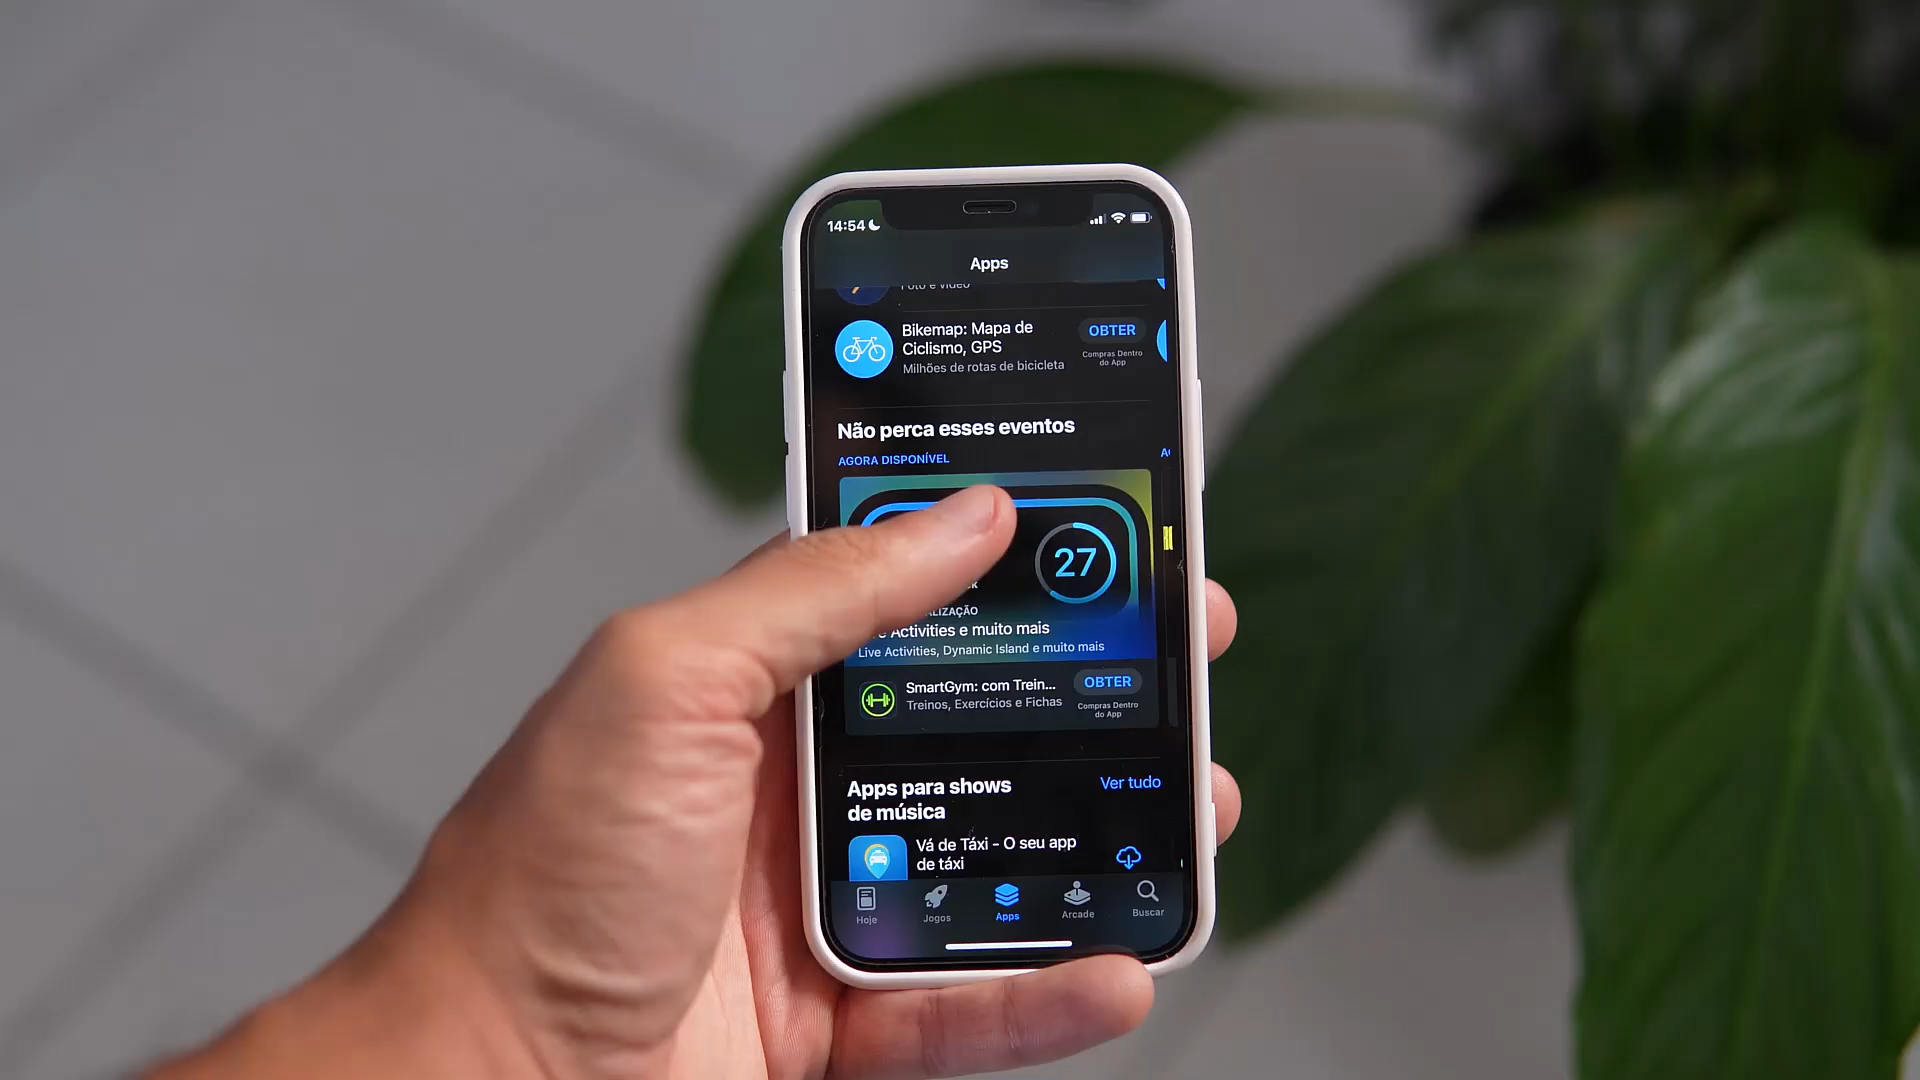 14:54
Apps
Foto e vídeo
Bikemap: Mapa de
Ciclismo, GPS
Milhões de rotas de bicicleta
OBTER
Compras Dentro
do App
Não perca esses eventos
AGORA DISPONÍVEL
27
Activities e muito mais
Live Activities, Dynamic Island e muito mais
SmartGym: com Trein...
Treinos, Exercícios e Fichas
OBTER
Compras Dentro
do App
Apps para shows
de música
Ver tudo
Vá de Táxi - O seu app
de táxi
Hoje
Jogos
Apps
Arcade
Buscar